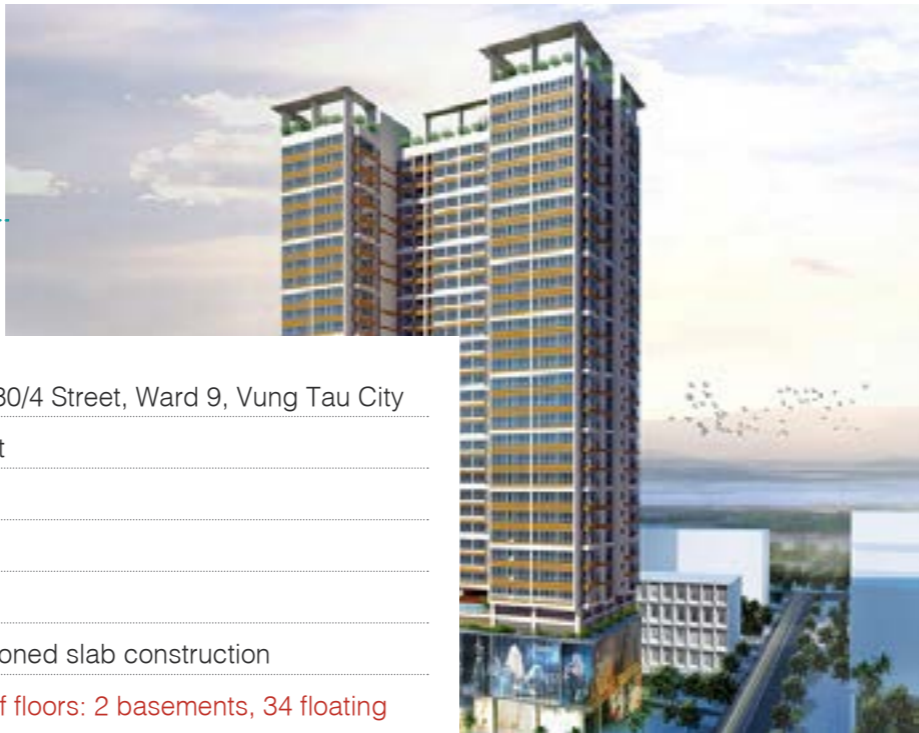 30/4 Street, Ward 9, Vung Tau City
t
oned slab construction
f floors: 2 basements, 34 floating